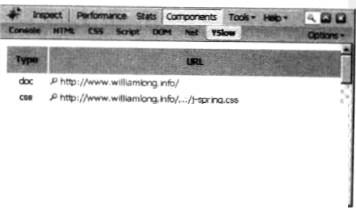 Inspect Performance Stats Components Tools Help
Console HTML CSS Script DOM Net YSlow Options
Type URL
doc http://www.williamlong.info/
css http://www.williamlong.info/.../j-spring.css